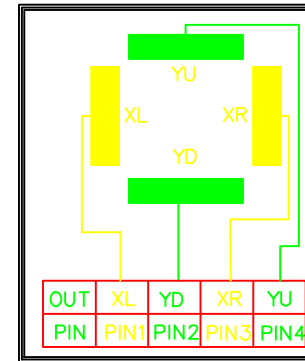 YU
XL XR
YD
OUT XL YD XR YU
PIN PIN1 PIN2 PIN3 PIN4